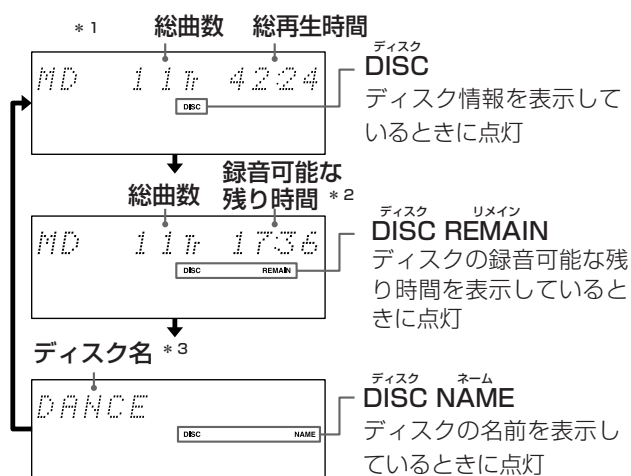 *1 総曲数 総再生時間
MD 11Tr 42:24
DISC
ディスク
DISC
ディスク情報を表示して
いるときに点灯
総曲数 録音可能な
残り時間 *2
MD 11Tr 17:36
DISC REMAIN
ディスク リメイン
DISC REMAIN
ディスクの録音可能な残
り時間を表示していると
きに点灯
ディスク名 *3
DANCE
DISC NAME
ディスク ネーム
DISC NAME
ディスクの名前を表示し
ているときに点灯